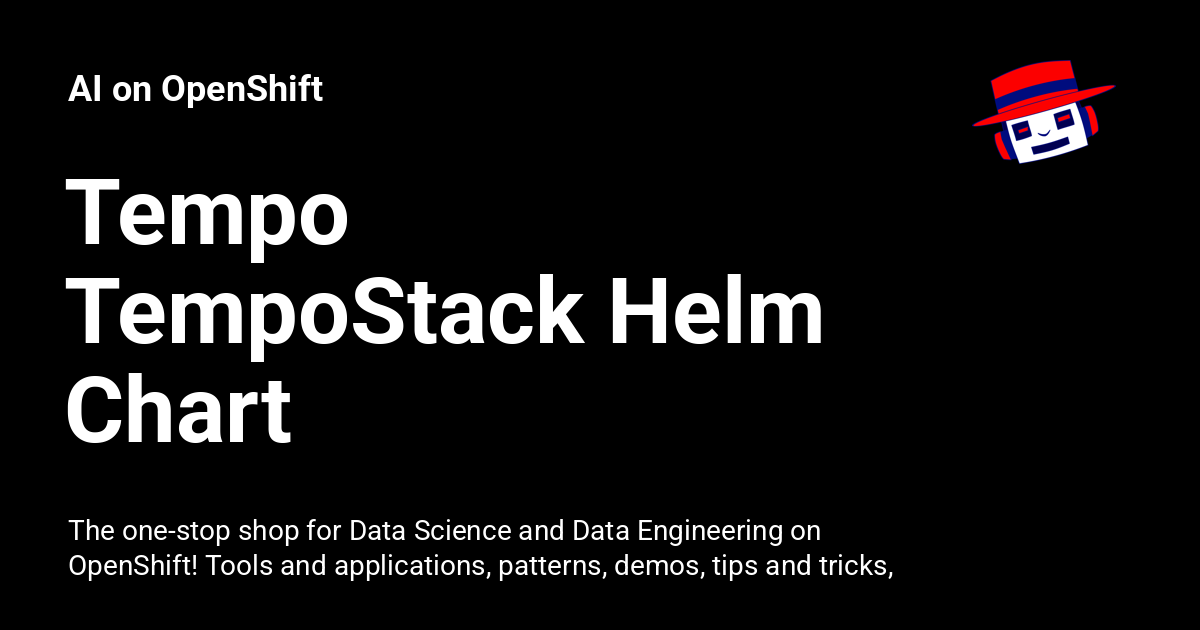 AI on OpenShift
Tempo
TempoStack Helm
Chart
The one-stop shop for Data Science and Data Engineering on
OpenShift! Tools and applications, patterns, demos, tips and tricks,